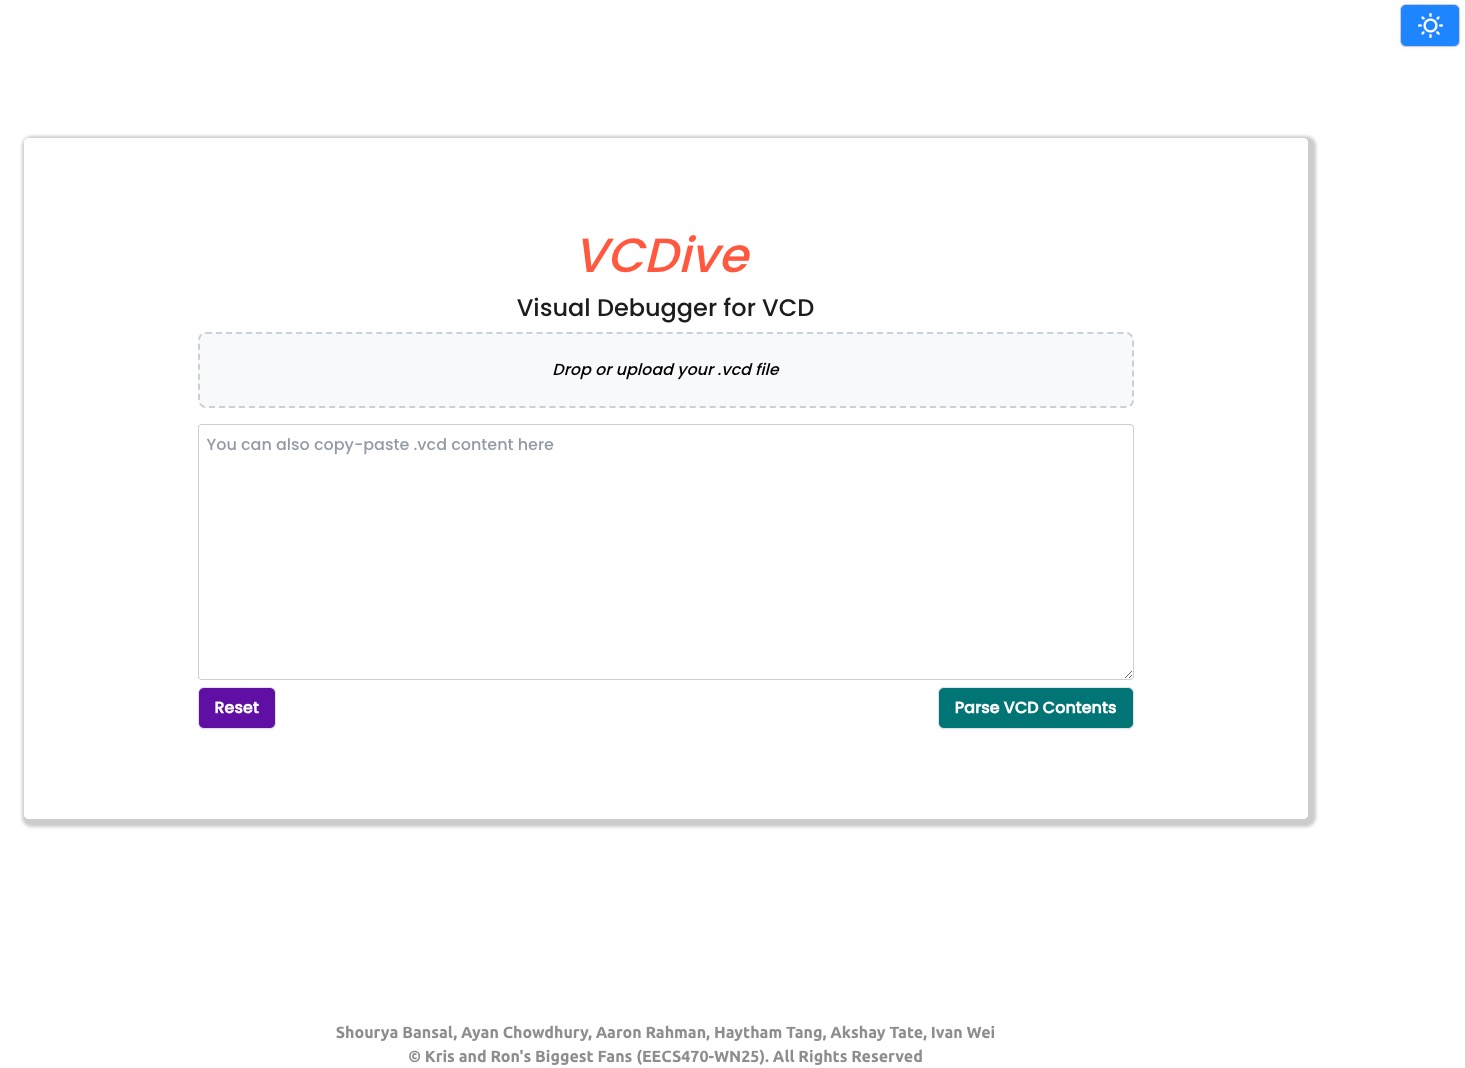 VCDive
Visual Debugger for VCD
Drop or upload your .vcd file
You can also copy-paste .vcd content here
Reset
Parse VCD Contents
Shourya Bansal, Ayan Chowdhury, Aaron Rahman, Haytham Tang, Akshay Tate, Ivan Wei
© Kris and Ron's Biggest Fans (EECS470-WN25). All Rights Reserved